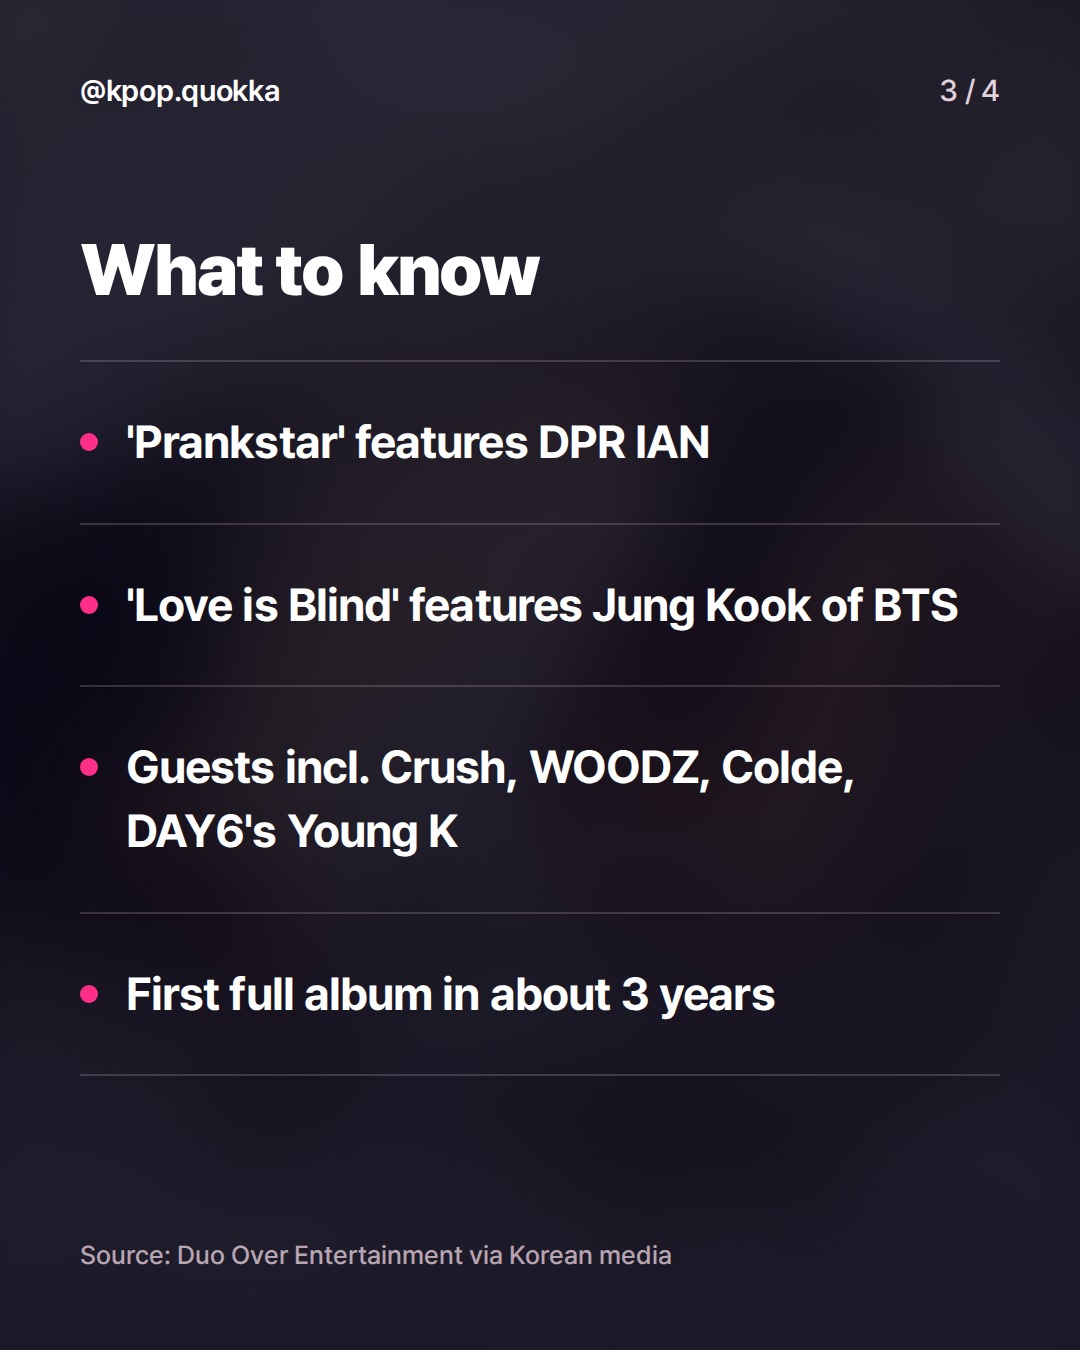 @kpop.quokka
3 / 4
What to know
'Prankstar' features DPR IAN
'Love is Blind' features Jung Kook of BTS
Guests incl. Crush, WOODZ, Colde,
DAY6's Young K
First full album in about 3 years
Source: Duo Over Entertainment via Korean media